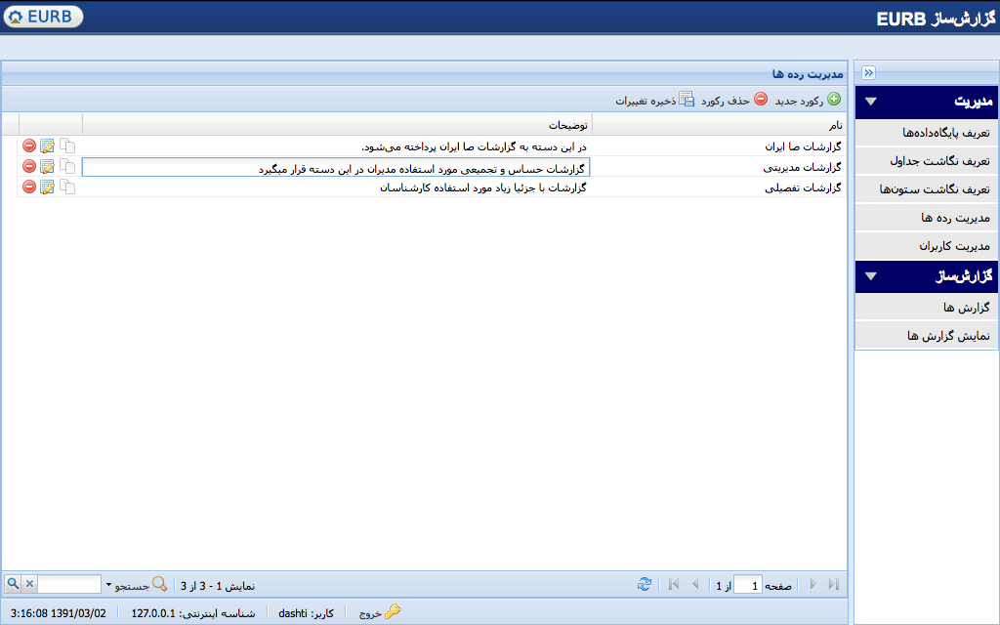 گزارش‌ساز EURB
EURB
مدیریت
تعریف پایگاه‌داده‌ها
تعریف نگاشت جداول
تعریف نگاشت ستون‌ها
مدیریت رده ها
مدیریت کاربران
گزارش‌ساز
گزارش ها
نمایش گزارش ها
مدیریت رده ها
رکورد جدید حذف رکورد ذخیره تغییرات
نام توضیحات
گزارشات صا ایران در این دسته به گزارشات صا ایران پرداخته می‌شود.
گزارشات مدیریتی گزارشات حساس و تجمیعی مورد استفاده مدیران در این دسته قرار میگیرد
گزارشات تفصیلی گزارشات با جزئیا زیاد مورد استفاده کارشناسان
صفحه 1 از 1 نمایش 1 - 3 از 3 جستجو
خروج کاربر: dashti شناسه اینترنتی: 127.0.0.1 1391/03/02 3:16:08